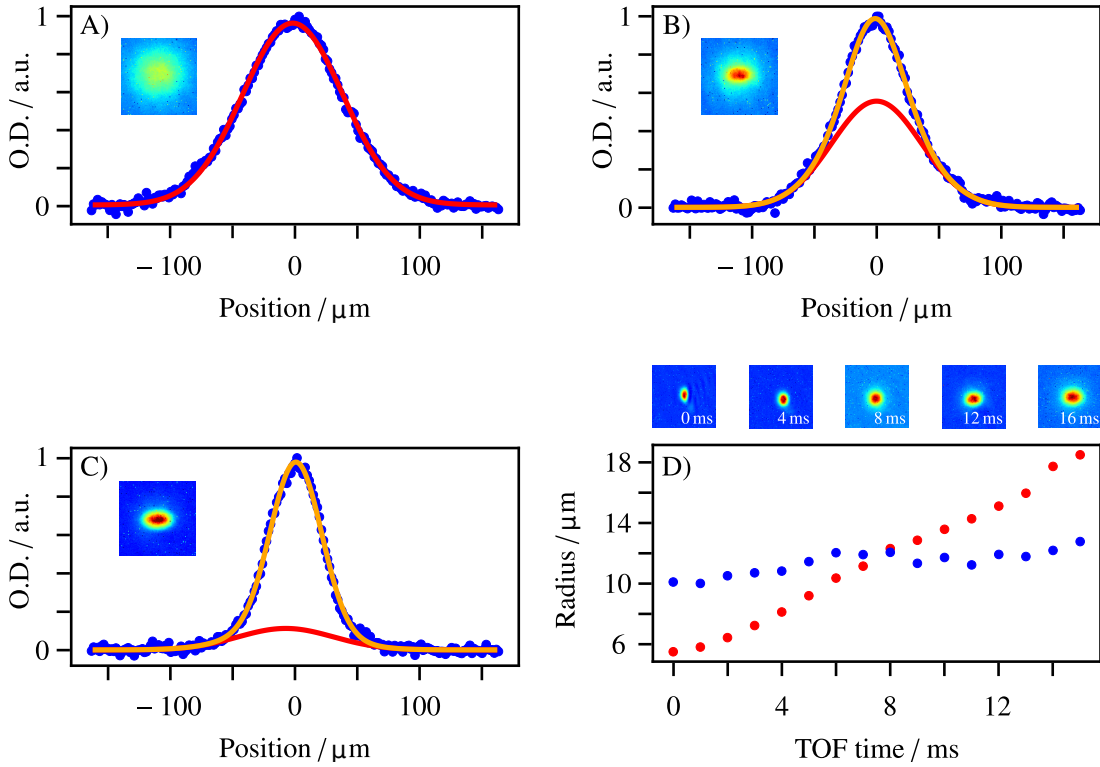 A)
O.D. / a.u.
1
0
− 100 0 100
Position / μm
B)
O.D. / a.u.
1
0
− 100 0 100
Position / μm
C)
O.D. / a.u.
1
0
− 100 0 100
Position / μm
0 ms 4 ms 8 ms 12 ms 16 ms
D)
Radius / μm
18
14
10
6
0 4 8 12
TOF time / ms